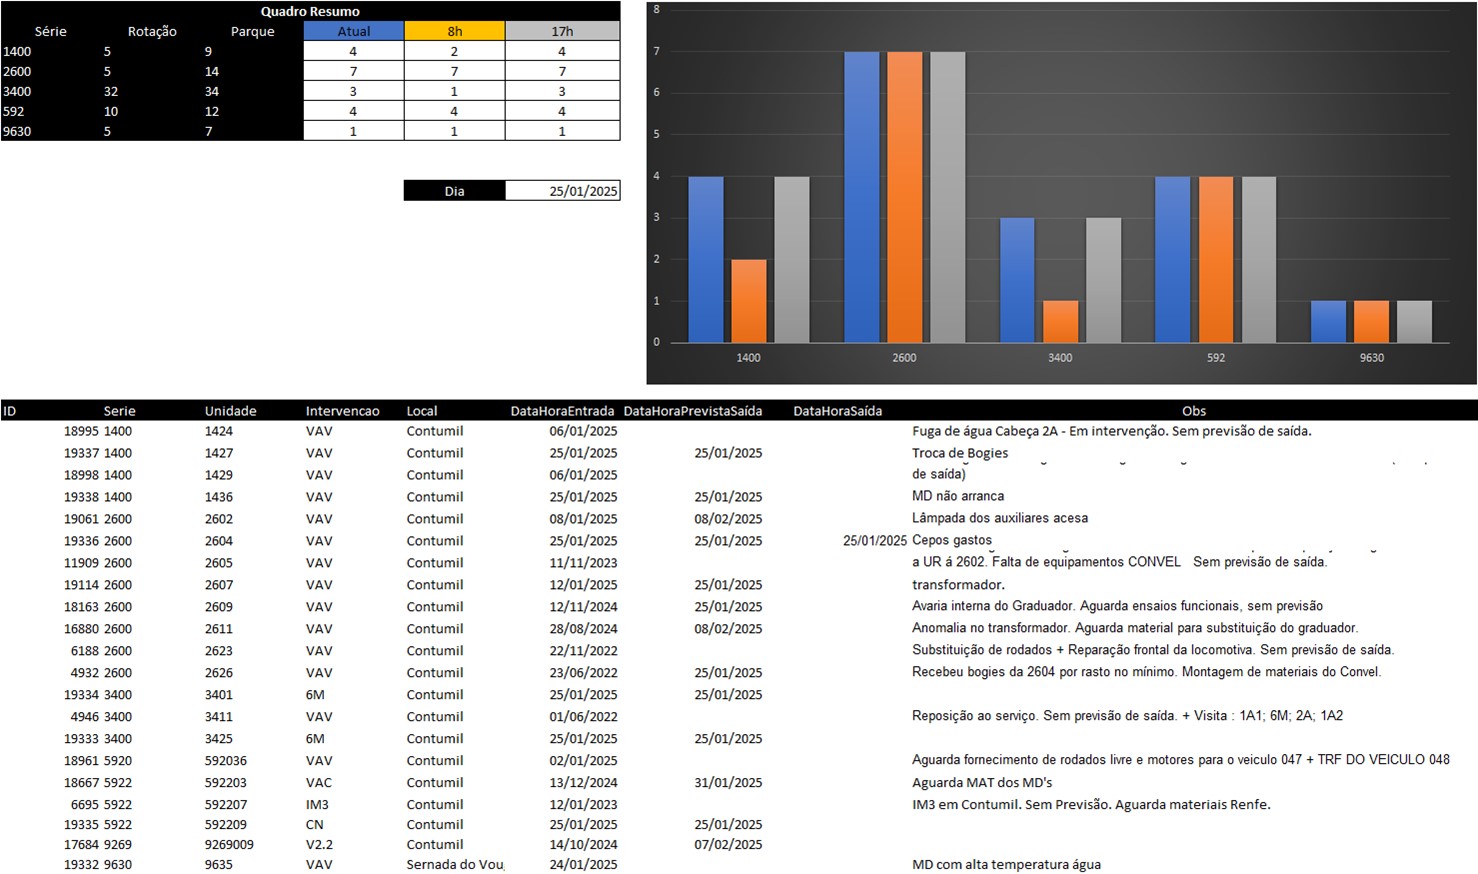 Quadro Resumo
Série Rotação Parque Atual 8h 17h
1400 5 9 4 2 4
2600 5 14 7 7 7
3400 32 34 3 1 3
592 10 12 4 4 4
9630 5 7 1 1 1
Dia 25/01/2025
8
7
6
5
4
3
2
1
0
1400 2600 3400 592 9630
ID Serie Unidade Intervencao Local DataHoraEntrada DataHoraPrevistaSaída DataHoraSaída Obs
18995 1400 1424 VAV Contumil 06/01/2025 Fuga de água Cabeça 2A - Em intervenção. Sem previsão de saída.
19337 1400 1427 VAV Contumil 25/01/2025 25/01/2025 Troca de Bogies
18998 1400 1429 VAV Contumil 06/01/2025 de saída)
19338 1400 1436 VAV Contumil 25/01/2025 25/01/2025 MD não arranca
19061 2600 2602 VAV Contumil 08/01/2025 08/02/2025 Lâmpada dos auxiliares acesa
19336 2600 2604 VAV Contumil 25/01/2025 25/01/2025 25/01/2025 Cepos gastos
11909 2600 2605 VAV Contumil 11/11/2023 a UR á 2602. Falta de equipamentos CONVEL Sem previsão de saída.
19114 2600 2607 VAV Contumil 12/01/2025 25/01/2025 transformador.
18163 2600 2609 VAV Contumil 12/11/2024 25/01/2025 Avaria interna do Graduador. Aguarda ensaios funcionais, sem previsão
16880 2600 2611 VAV Contumil 28/08/2024 08/02/2025 Anomalia no transformador. Aguarda material para substituição do graduador.
6188 2600 2623 VAV Contumil 22/11/2022 Substituição de rodados + Reparação frontal da locomotiva. Sem previsão de saída.
4932 2600 2626 VAV Contumil 23/06/2022 25/01/2025 Recebeu bogies da 2604 por rasto no mínimo. Montagem de materiais do Convel.
19334 3400 3401 6M Contumil 25/01/2025 25/01/2025
4946 3400 3411 VAV Contumil 01/06/2022 Reposição ao serviço. Sem previsão de saída. + Visita : 1A1; 6M; 2A; 1A2
19333 3400 3425 6M Contumil 25/01/2025 25/01/2025
18961 5920 592036 VAV Contumil 02/01/2025 Aguarda fornecimento de rodados livre e motores para o veiculo 047 + TRF DO VEICULO 048
18667 5922 592203 VAC Contumil 13/12/2024 31/01/2025 Aguarda MAT dos MD's
6695 5922 592207 IM3 Contumil 12/01/2023 IM3 em Contumil. Sem Previsão. Aguarda materiais Renfe.
19335 5922 592209 CN Contumil 25/01/2025 25/01/2025
17684 9269 9269009 V2.2 Contumil 14/10/2024 07/02/2025
19332 9630 9635 VAV Sernada do Vou 24/01/2025 MD com alta temperatura água